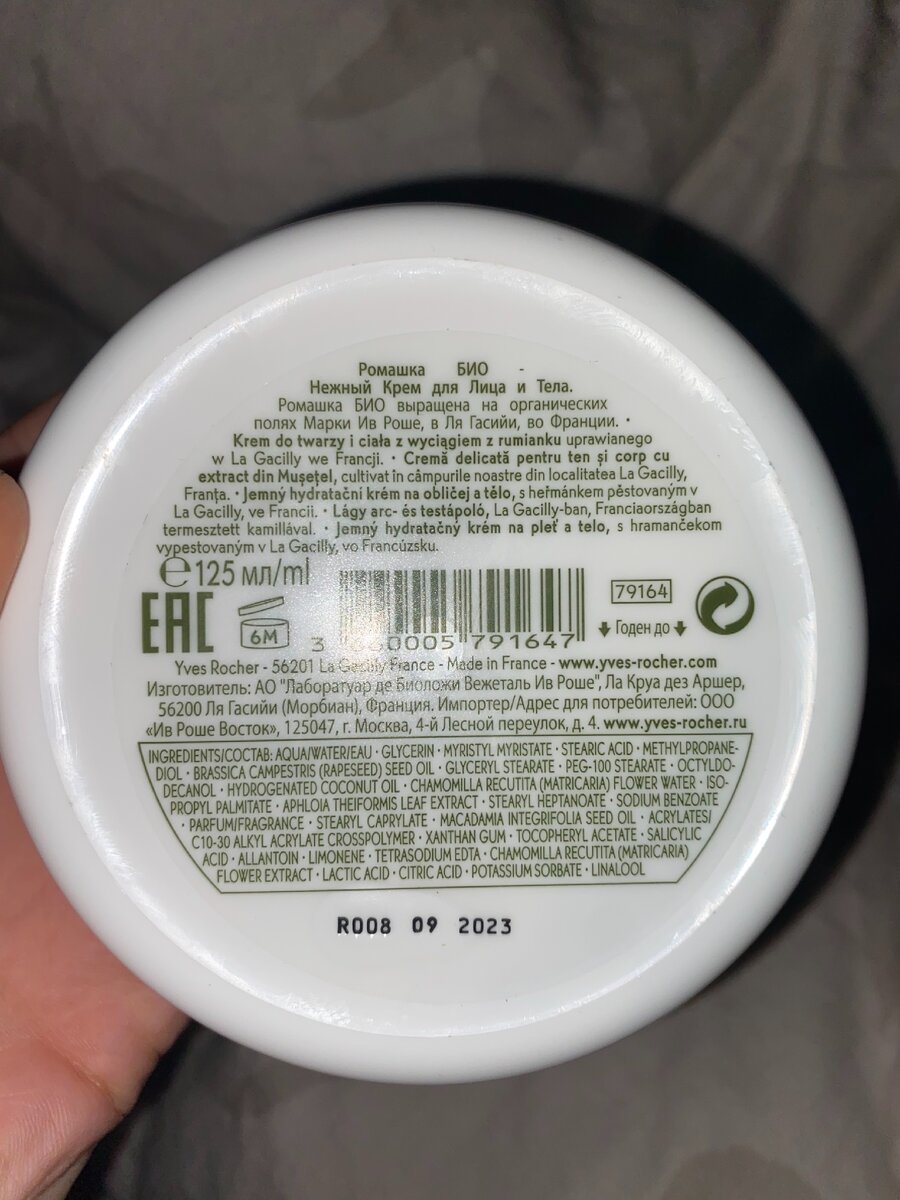 Ромашка БИО -
Нежный Крем для Лица и Тела.
Ромашка БИО выращена на органических
полях Марки Ив Роше, в Ля Гасийи, во Франции. •
Krem do twarzy i ciała z wyciągiem z rumianku uprawianego
w La Gacilly we Francji. • Cremă delicată pentru ten și corp cu
extract din Mușețel, cultivat în câmpurile noastre din localitatea La Gacilly,
Franța. • Jemný hydratační krém na obličej a tělo, s heřmánkem pěstovaným v
La Gacilly, ve Francii. • Lágy arc- és testápoló, La Gacilly-ban, Franciaországban
termesztett kamillával. • Jemný hydratačný krém na pleť a telo, s hramančekom
vypestovaným v La Gacilly, vo Francúzsku.
℮ 125 мл/ml
79164
EAC
6M
Годен до
3 0005 791647
Yves Rocher - 56201 La Gacilly France - Made in France - www.yves-rocher.com
Изготовитель: АО "Лаборатуар де Биоложи Вежеталь Ив Роше", Ла Круа дез Аршер,
56200 Ля Гасийи (Морбиан), Франция. Импортер/Адрес для потребителей: ООО
«Ив Роше Восток», 125047, г. Москва, 4-й Лесной переулок, д. 4. www.yves-rocher.ru
INGREDIENTS/СОСТАВ: AQUA/WATER/EAU • GLYCERIN • MYRISTYL MYRISTATE • STEARIC ACID • METHYLPROPANE-
DIOL • BRASSICA CAMPESTRIS (RAPESEED) SEED OIL • GLYCERYL STEARATE • PEG-100 STEARATE • OCTYLDO-
DECANOL • HYDROGENATED COCONUT OIL • CHAMOMILLA RECUTITA (MATRICARIA) FLOWER WATER • ISO-
PROPYL PALMITATE • APHLOIA THEIFORMIS LEAF EXTRACT • STEARYL HEPTANOATE • SODIUM BENZOATE
• PARFUM/FRAGRANCE • STEARYL CAPRYLATE • MACADAMIA INTEGRIFOLIA SEED OIL • ACRYLATES/
C10-30 ALKYL ACRYLATE CROSSPOLYMER • XANTHAN GUM • TOCOPHERYL ACETATE • SALICYLIC
ACID • ALLANTOIN • LIMONENE • TETRASODIUM EDTA • CHAMOMILLA RECUTITA (MATRICARIA)
FLOWER EXTRACT • LACTIC ACID • CITRIC ACID • POTASSIUM SORBATE • LINALOOL
R008 09 2023